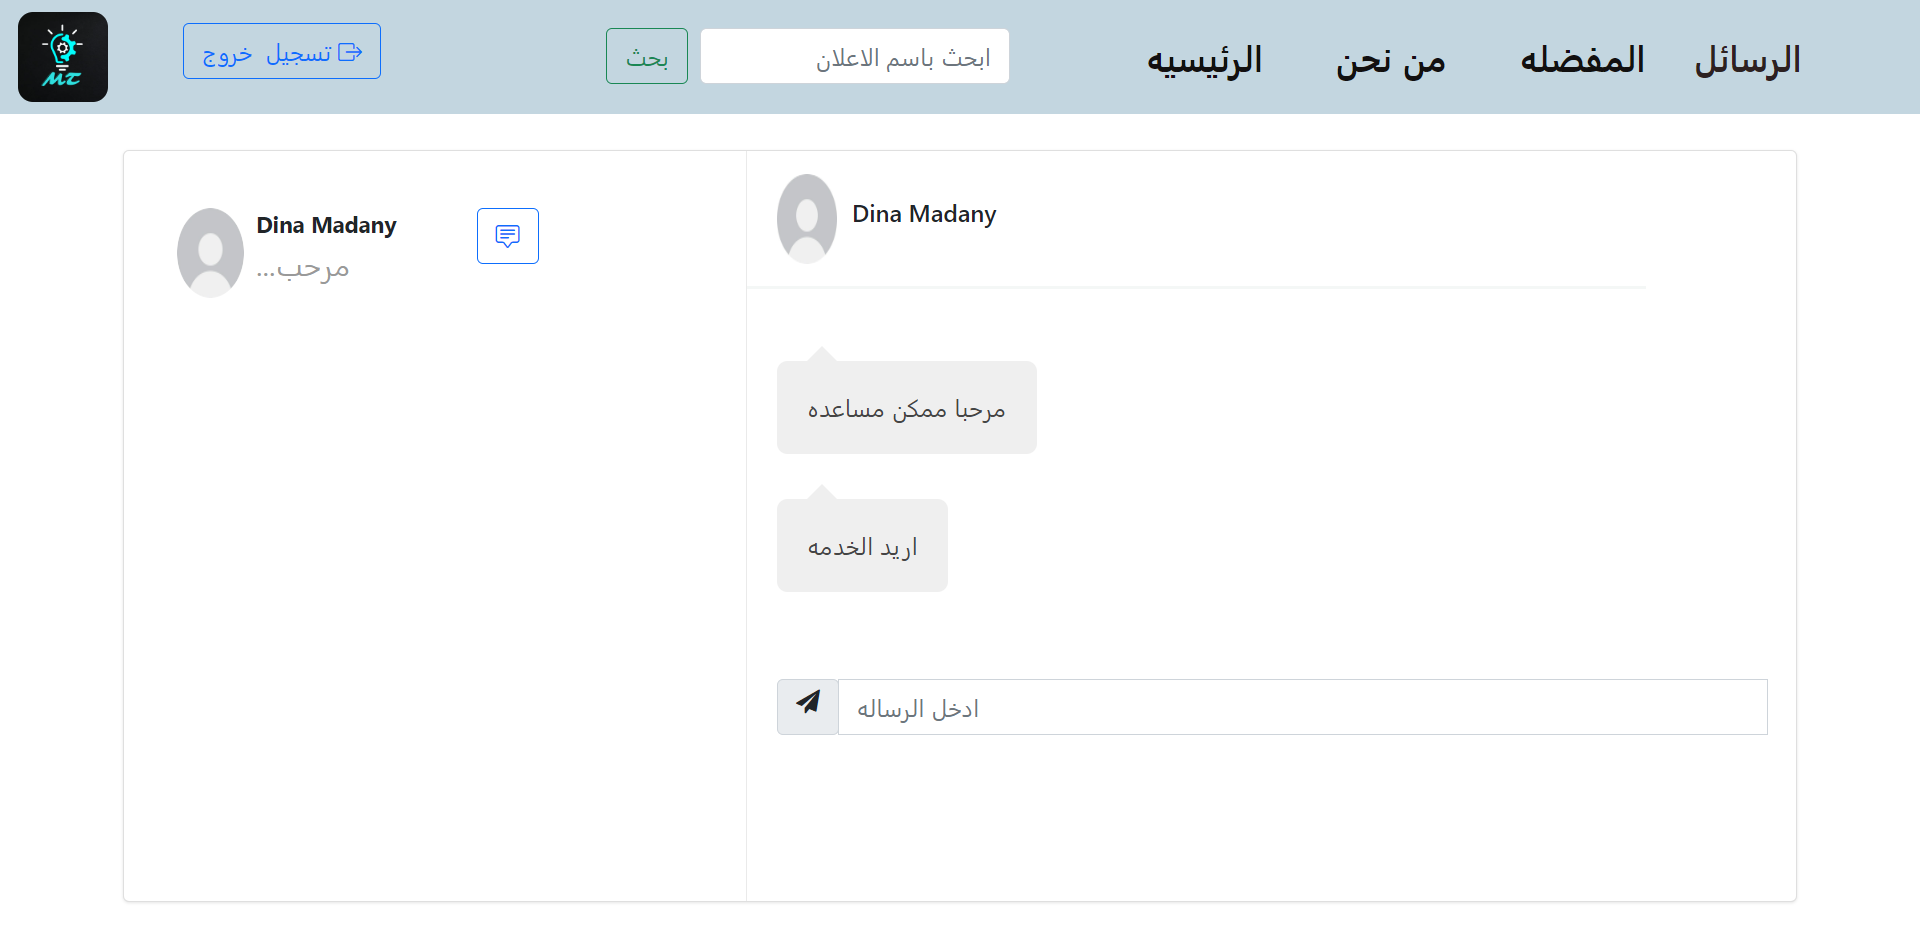 الرسائل
المفضله
من نحن
الرئيسيه
ابحث باسم الاعلان
بحث
تسجيل خروج
MT
Dina Madany
مرحب...
Dina Madany
مرحبا ممكن مساعده
اريد الخدمه
ادخل الرساله